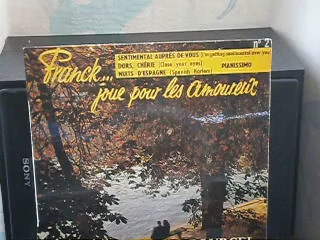 n° 2
SENTIMENTAL AUPRÈS DE VOUS (I'm getting sentimental over you
DORS, CHÉRIE (Close your eyes) PIANISSIMO
NUITS D'ESPAGNE (Spanish Harlem)
Franck...
joue pour les amoureux
SONY